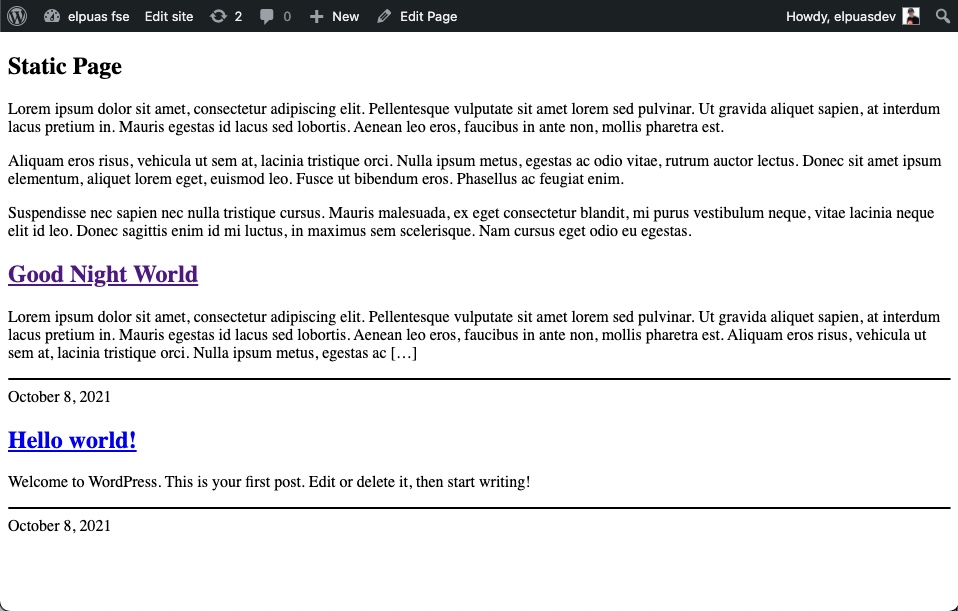 elpuas fse Edit site 2 0 New Edit Page Howdy, elpuasdev
Static Page
Lorem ipsum dolor sit amet, consectetur adipiscing elit. Pellentesque vulputate sit amet lorem sed pulvinar. Ut gravida aliquet sapien, at interdum
lacus pretium in. Mauris egestas id lacus sed lobortis. Aenean leo eros, faucibus in ante non, mollis pharetra est.
Aliquam eros risus, vehicula ut sem at, lacinia tristique orci. Nulla ipsum metus, egestas ac odio vitae, rutrum auctor lectus. Donec sit amet ipsum
elementum, aliquet lorem eget, euismod leo. Fusce ut bibendum eros. Phasellus ac feugiat enim.
Suspendisse nec sapien nec nulla tristique cursus. Mauris malesuada, ex eget consectetur blandit, mi purus vestibulum neque, vitae lacinia neque
elit id leo. Donec sagittis enim id mi luctus, in maximus sem scelerisque. Nam cursus eget odio eu egestas.
Good Night World
Lorem ipsum dolor sit amet, consectetur adipiscing elit. Pellentesque vulputate sit amet lorem sed pulvinar. Ut gravida aliquet sapien, at interdum
lacus pretium in. Mauris egestas id lacus sed lobortis. Aenean leo eros, faucibus in ante non, mollis pharetra est. Aliquam eros risus, vehicula ut
sem at, lacinia tristique orci. Nulla ipsum metus, egestas ac […]
October 8, 2021
Hello world!
Welcome to WordPress. This is your first post. Edit or delete it, then start writing!
October 8, 2021